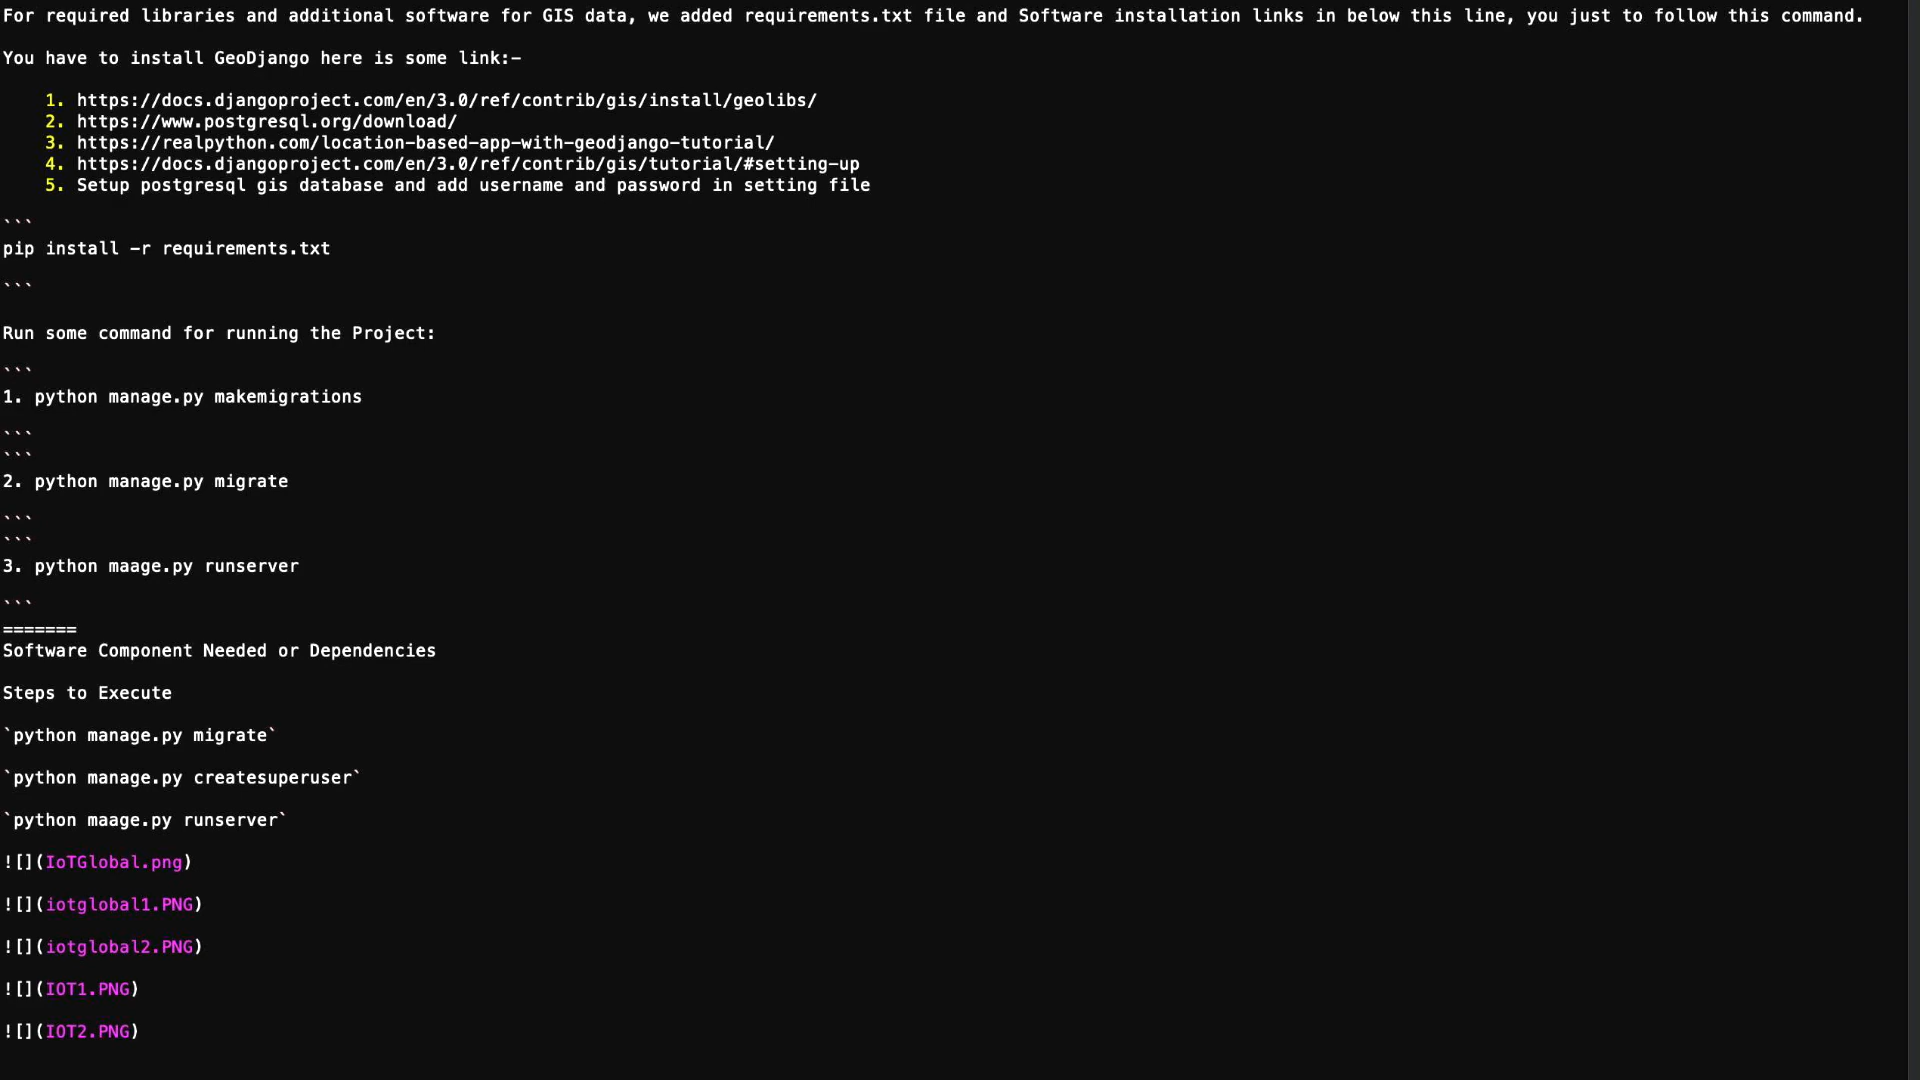 For required libraries and additional software for GIS data, we added requirements.txt file and Software installation links in below this line, you just to follow this command.
You have to install GeoDjango here is some link:-
1. https://docs.djangoproject.com/en/3.0/ref/contrib/gis/install/geolibs/
2. https://www.postgresql.org/download/
3. https://realpython.com/location-based-app-with-geodjango-tutorial/
4. https://docs.djangoproject.com/en/3.0/ref/contrib/gis/tutorial/#setting-up
5. Setup postgresql gis database and add username and password in setting file
```
pip install -r requirements.txt
```
Run some command for running the Project:
```
1. python manage.py makemigrations
```
```
2. python manage.py migrate
```
```
3. python maage.py runserver
```
=======
Software Component Needed or Dependencies
Steps to Execute
`python manage.py migrate`
`python manage.py createsuperuser`
`python maage.py runserver`
![](IoTGlobal.png)
![](iotglobal1.PNG)
![](iotglobal2.PNG)
![](IOT1.PNG)
![](IOT2.PNG)